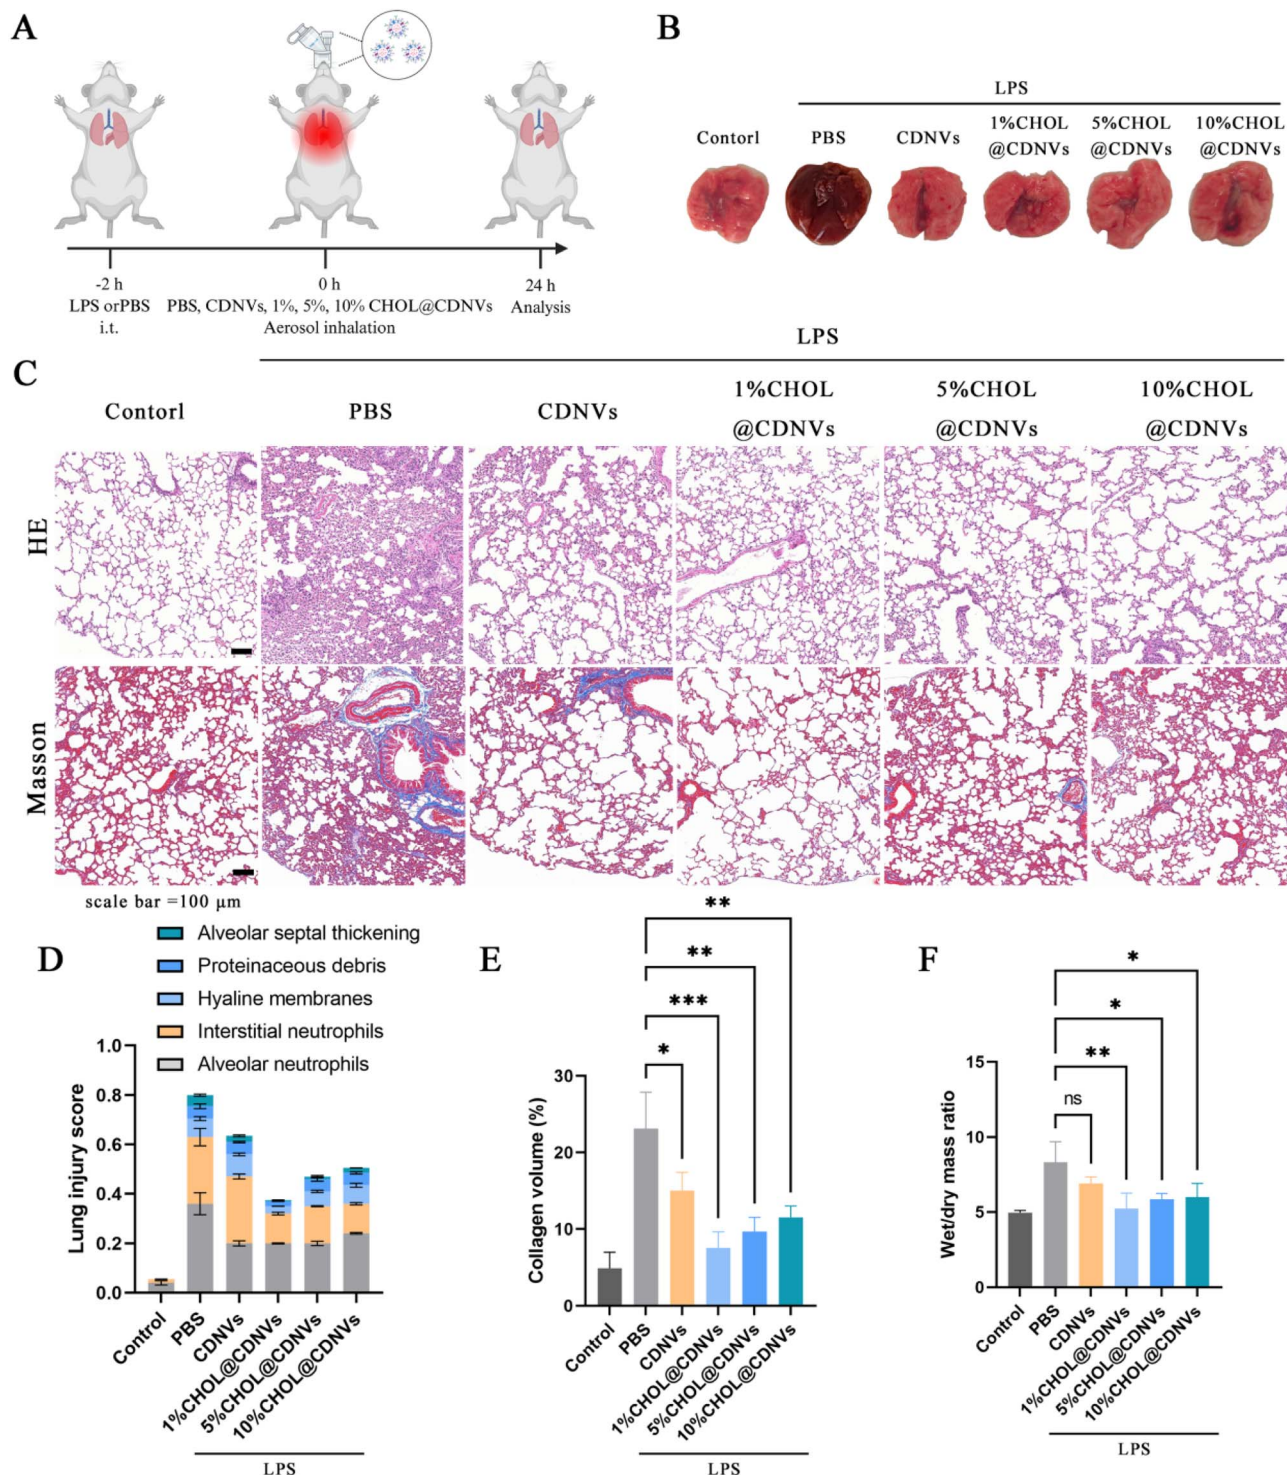 A
-2 h
LPS orPBS
i.t.
0 h
PBS, CDNVs, 1%, 5%, 10% CHOL@CDNVs
Aerosol inhalation
24 h
Analysis
B
LPS
Contorl
PBS
CDNVs
1%CHOL
@CDNVs
5%CHOL
@CDNVs
10%CHOL
@CDNVs
C
LPS
Contorl
PBS
CDNVs
1%CHOL
@CDNVs
5%CHOL
@CDNVs
10%CHOL
@CDNVs
HE
Masson
scale bar =100 μm
D
Alveolar septal thickening
Proteinaceous debris
Hyaline membranes
Interstitial neutrophils
Alveolar neutrophils
Lung injury score
1.0
0.8
0.6
0.4
0.2
0.0
Control
PBS
CDNVs
1%CHOL@CDNVs
5%CHOL@CDNVs
10%CHOL@CDNVs
LPS
E
**
**
***
*
Collagen volume (%)
30
20
10
0
Control
PBS
CDNVs
1%CHOL@CDNVs
5%CHOL@CDNVs
10%CHOL@CDNVs
LPS
F
*
*
**
ns
Wet/dry mass ratio
15
10
5
0
Control
PBS
CDNVs
1%CHOL@CDNVs
5%CHOL@CDNVs
10%CHOL@CDNVs
LPS